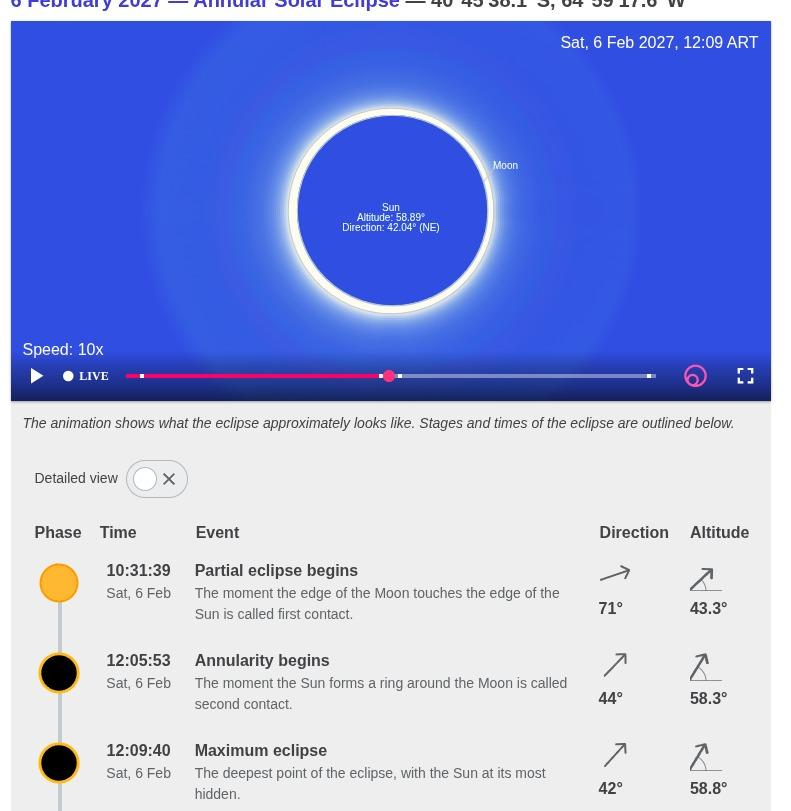 6 February 2027 — Annular Solar Eclipse — 40°45'38.1" S, 64°59'17.6" W
Sat, 6 Feb 2027, 12:09 ART
Moon
Sun
Altitude: 58.89°
Direction: 42.04° (NE)
Speed: 10x
LIVE
The animation shows what the eclipse approximately looks like. Stages and times of the eclipse are outlined below.
Detailed view
Phase Time Event Direction Altitude
10:31:39 Partial eclipse begins
Sat, 6 Feb The moment the edge of the Moon touches the edge of the
Sun is called first contact.
71° 43.3°
12:05:53 Annularity begins
Sat, 6 Feb The moment the Sun forms a ring around the Moon is called
second contact.
44° 58.3°
12:09:40 Maximum eclipse
Sat, 6 Feb The deepest point of the eclipse, with the Sun at its most
hidden.
42° 58.8°